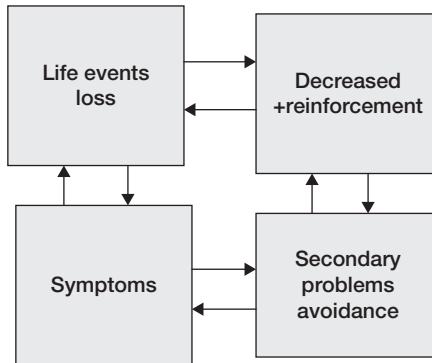 Life events
loss
Decreased
+reinforcement
Symptoms
Secondary
problems
avoidance